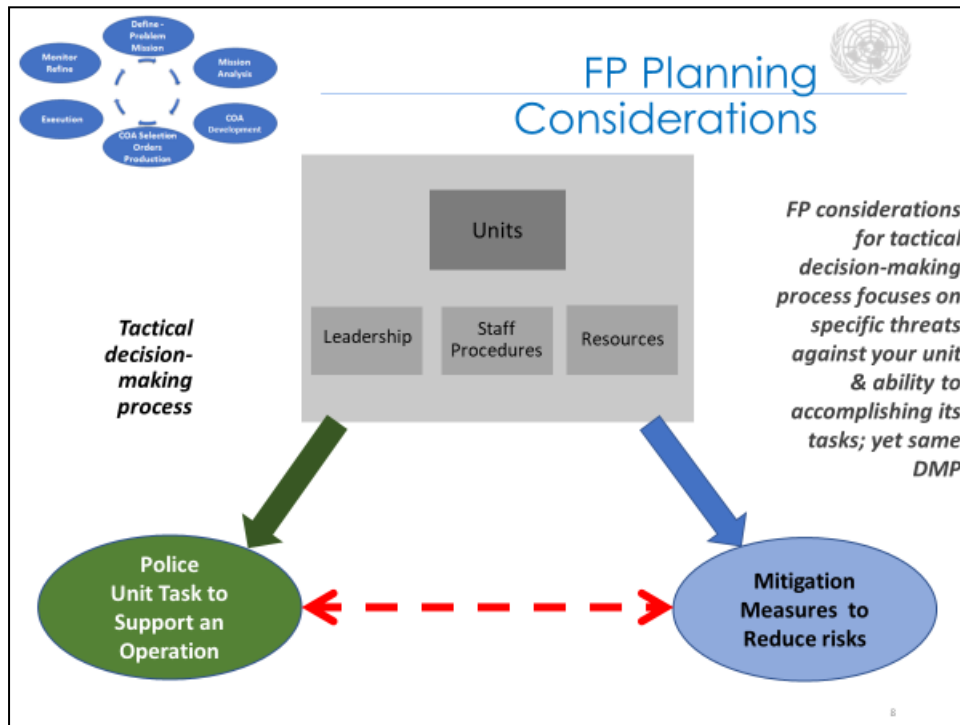 Define -
Problem
Mission
Monitor
Refine
Mission
Analysis
Execution
COA
Development
COA Selection
Orders
Production
FP Planning
Considerations
Units
Leadership
Staff
Procedures
Resources
Tactical
decision-
making
process
FP considerations
for tactical
decision-making
process focuses on
specific threats
against your unit
& ability to
accomplishing its
tasks; yet same
DMP
Police
Unit Task to
Support an
Operation
Mitigation
Measures to
Reduce risks
8